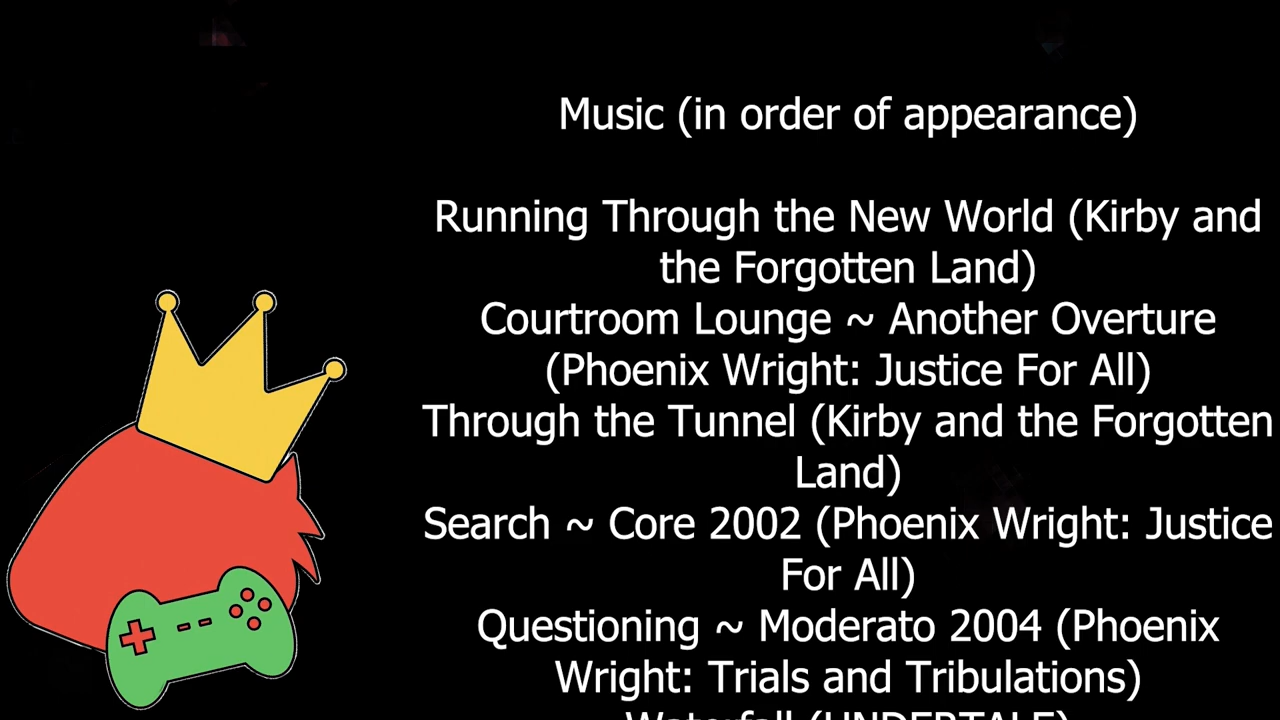 Music (in order of appearance)
Running Through the New World (Kirby and
the Forgotten Land)
Courtroom Lounge ~ Another Overture
(Phoenix Wright: Justice For All)
Through the Tunnel (Kirby and the Forgotten
Land)
Search ~ Core 2002 (Phoenix Wright: Justice
For All)
Questioning ~ Moderato 2004 (Phoenix
Wright: Trials and Tribulations)
Waterfall (UNDERTALE)